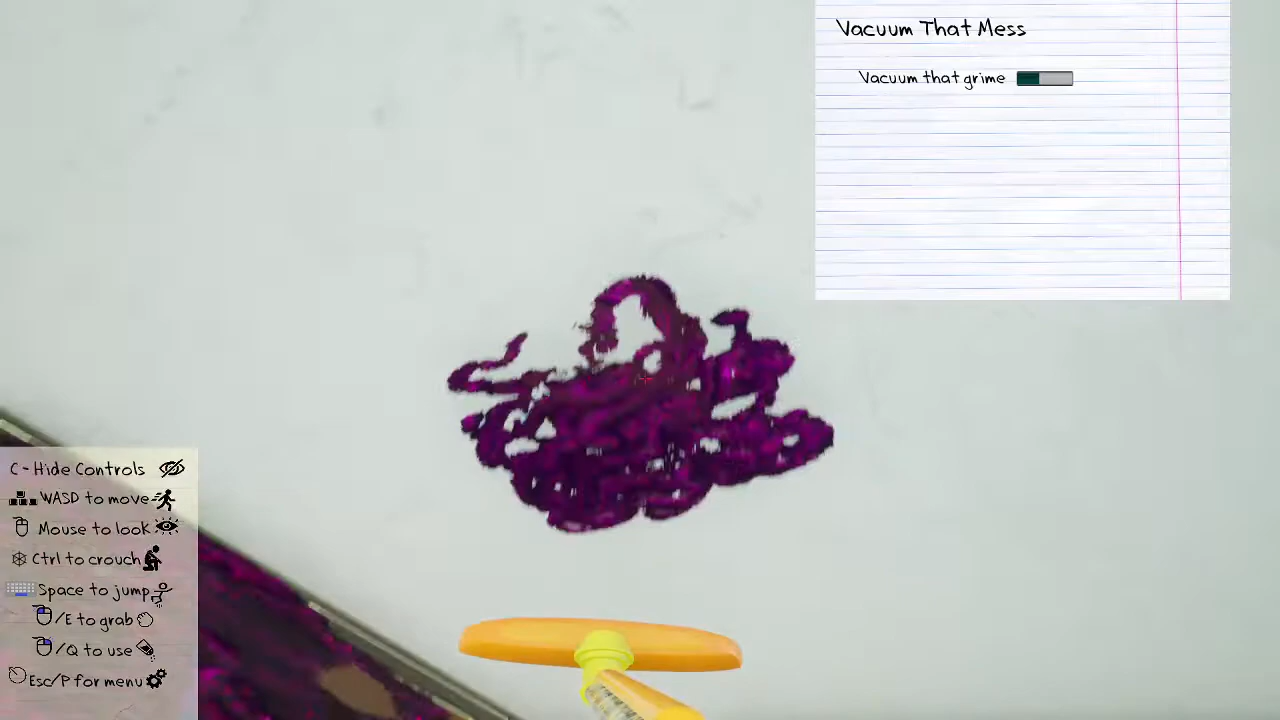 Vacuum That Mess
Vacuum that grime
C - Hide Controls
WASD to move
Mouse to look
Ctrl to crouch
Space to jump
/E to grab
/Q to use
Esc/P for menu